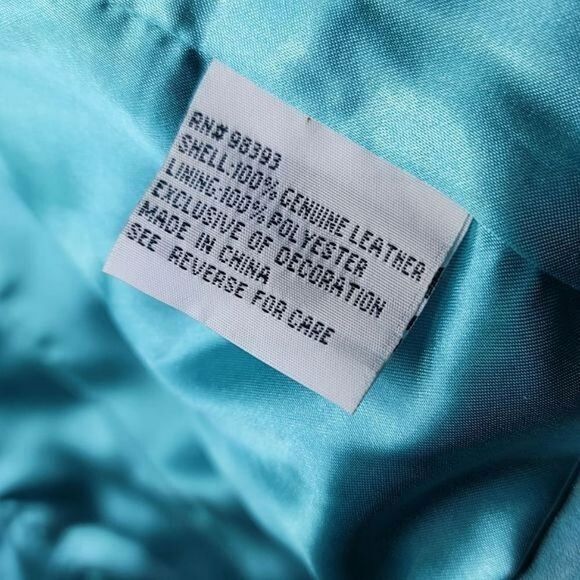 RN# 98393
SHELL:100% GENUINE LEATHER
LINING:100% POLYESTER
EXCLUSIVE OF DECORATION
MADE IN CHINA
SEE REVERSE FOR CARE